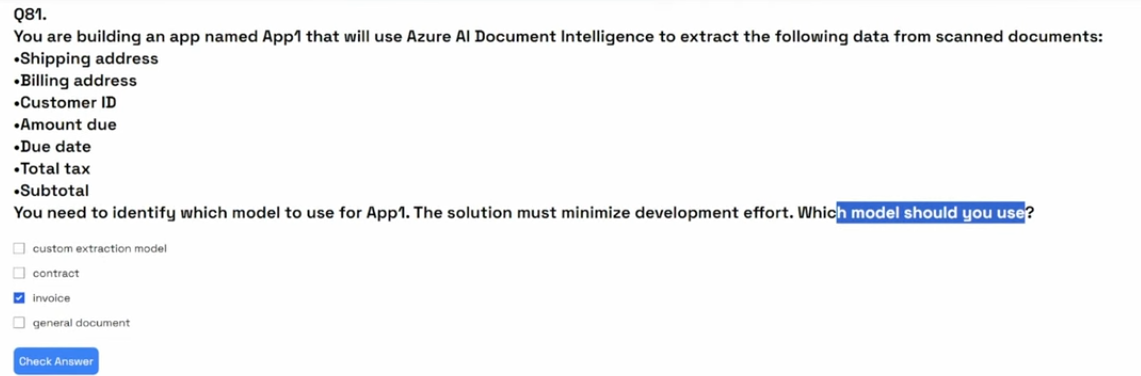 Q81.
You are building an app named App1 that will use Azure AI Document Intelligence to extract the following data from scanned documents:
•Shipping address
•Billing address
•Customer ID
•Amount due
•Due date
•Total tax
•Subtotal
You need to identify which model to use for App1. The solution must minimize development effort. Which model should you use?
custom extraction model
contract
invoice
general document
Check Answer